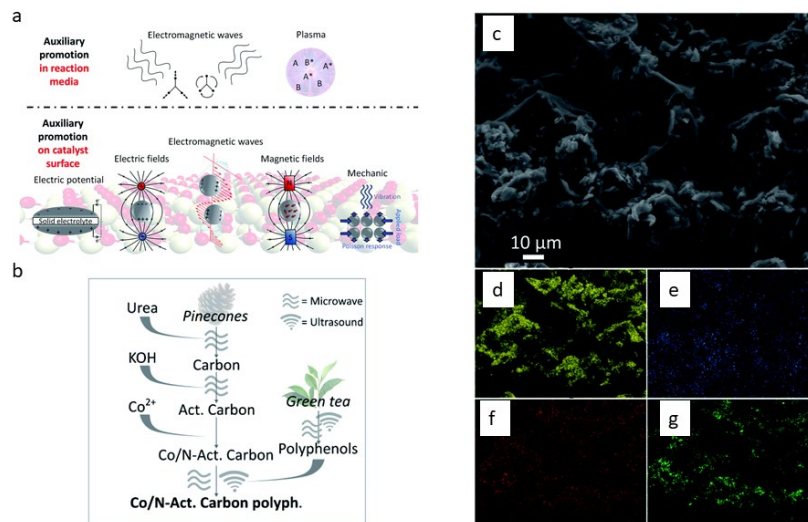 a
Auxiliary
promotion
in reaction
media
Electromagnetic waves
Plasma
A B* A*
A*
B B
Auxiliary
promotion
on catalyst
surface
Electric potential
Solid electrolyte
Electric fields
Electromagnetic waves
Magnetic fields
N
S
Mechanic
Vibration
Applied load
Poisson response
b
Urea
Pinecones
= Microwave
= Ultrasound
KOH
Carbon
Co²⁺
Act. Carbon
Green tea
Co/N-Act. Carbon
Polyphenols
Co/N-Act. Carbon polyph.
c
10 µm
d
e
f
g